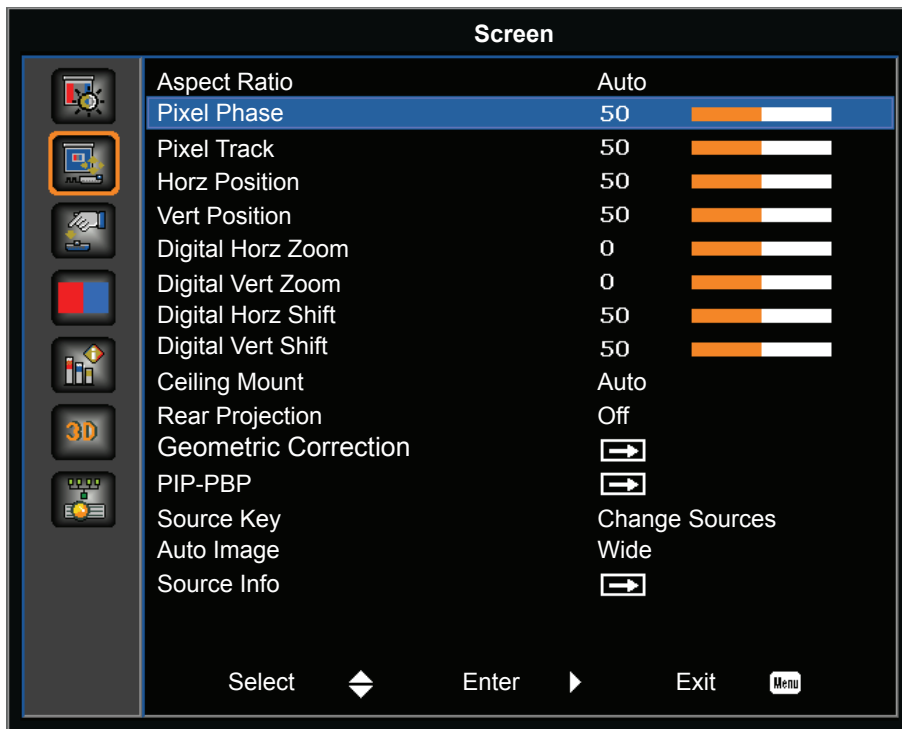 Screen
Aspect Ratio Auto
Pixel Phase 50
Pixel Track 50
Horz Position 50
Vert Position 50
Digital Horz Zoom 0
Digital Vert Zoom 0
Digital Horz Shift 50
Digital Vert Shift 50
Ceiling Mount Auto
Rear Projection Off
3D
Geometric Correction
PIP-PBP
Source Key Change Sources
Auto Image Wide
Source Info
Select Enter Exit Menu